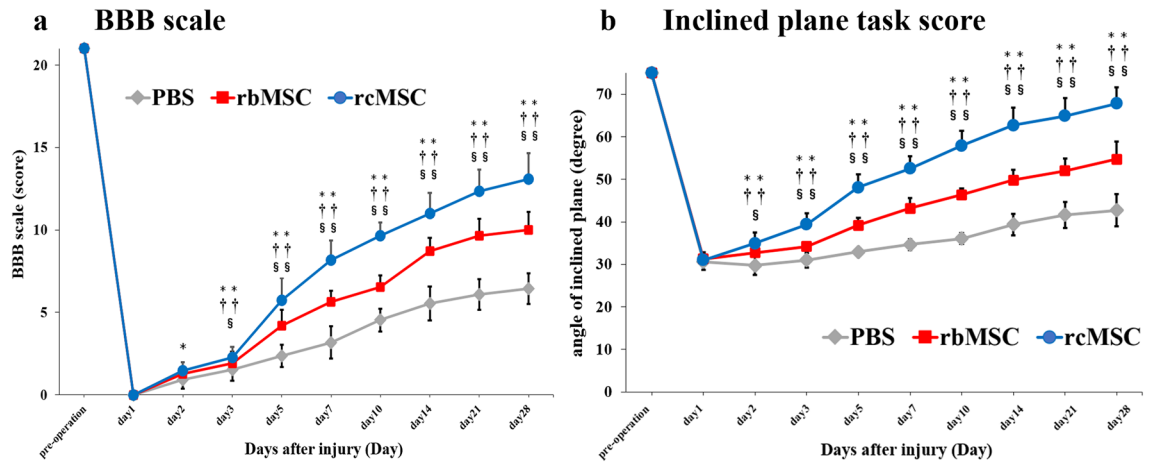 a BBB scale
20
15
10
5
0
BBB scale (score)
PBS rbMSC rcMSC
*
* *
† †
§
* *
† †
§ §
* *
† †
§ §
* *
† †
§ §
* *
† †
§ §
* *
† †
§ §
* *
† †
§ §
pre-operation
day1
day2
day3
day5
day7
day10
day14
day21
day28
Days after injury (Day)
b Inclined plane task score
70
60
50
40
30
30
10
0
angle of inclined plane (degree)
* *
† †
§
* *
† †
§ §
* *
† †
§ §
* *
† †
§ §
* *
† †
§ §
* *
† †
§ §
* *
† †
§ §
* *
† †
§ §
PBS rbMSC rcMSC
pre-operation
day1
day2
day3
day5
day7
day10
day14
day21
day28
Days after injury (Day)